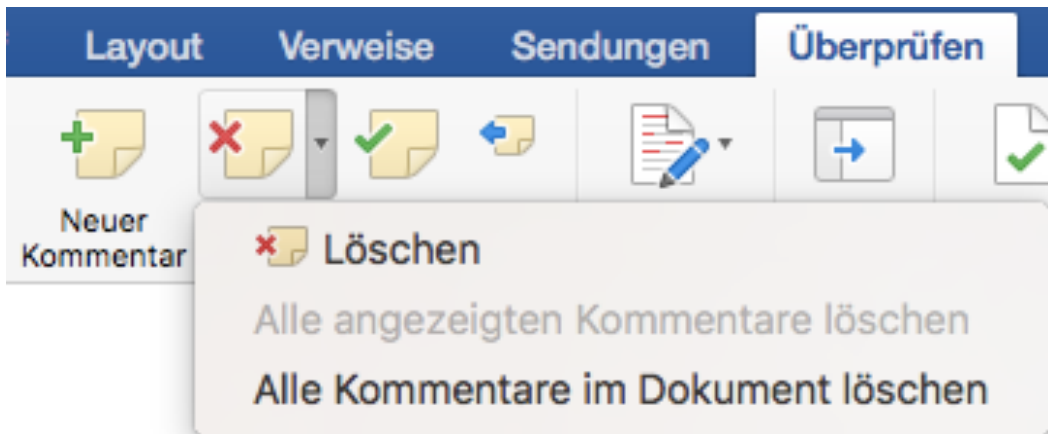 Layout Verweise Sendungen Überprüfen
Neuer
Kommentar
Löschen
Alle angezeigten Kommentare löschen
Alle Kommentare im Dokument löschen